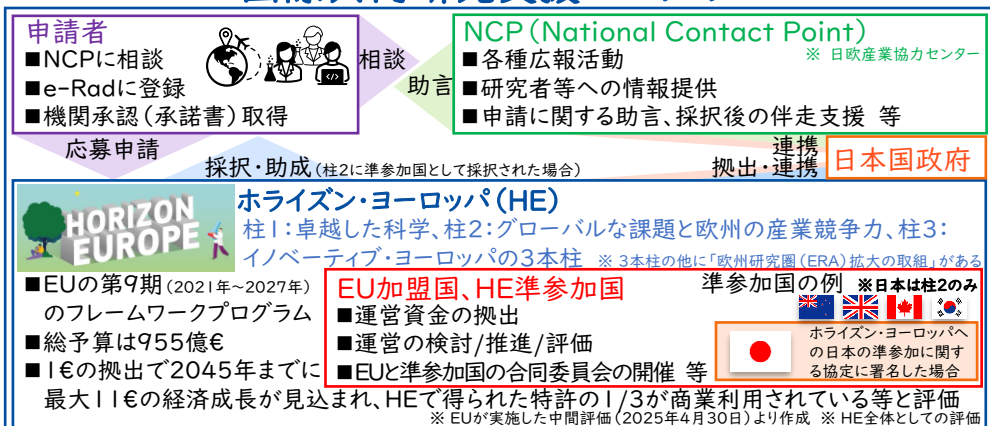 申請者
■NCPに相談
■e-Radに登録
■機関承認(承諾書)取得
相談
助言
NCP(National Contact Point)
※ 日欧産業協力センター
■各種広報活動
■研究者等への情報提供
■申請に関する助言、採択後の伴走支援 等
応募申請
採択・助成(柱2に準参加国として採択された場合)
連携
拠出・連携
日本国政府
HORIZON
EUROPE
ホライズン・ヨーロッパ(HE)
柱1:卓越した科学、柱2:グローバルな課題と欧州の産業競争力、柱3:
イノベーティブ・ヨーロッパの3本柱 ※ 3本柱の他に「欧州研究圏(ERA)拡大の取組」がある
■EUの第9期(2021年~2027年)
のフレームワークプログラム
■総予算は955億€
■1€の拠出で2045年までに
最大11€の経済成長が見込まれ、HEで得られた特許の1/3が商業利用されている等と評価
EU加盟国、HE準参加国
■運営資金の拠出
■運営の検討/推進/評価
■EUと準参加国の合同委員会の開催 等
準参加国の例 ※日本は柱2のみ
ホライズン・ヨーロッパへ
の日本の準参加に関す
る協定に署名した場合
※ EUが実施した中間評価(2025年4月30日)より作成 ※ HE全体としての評価